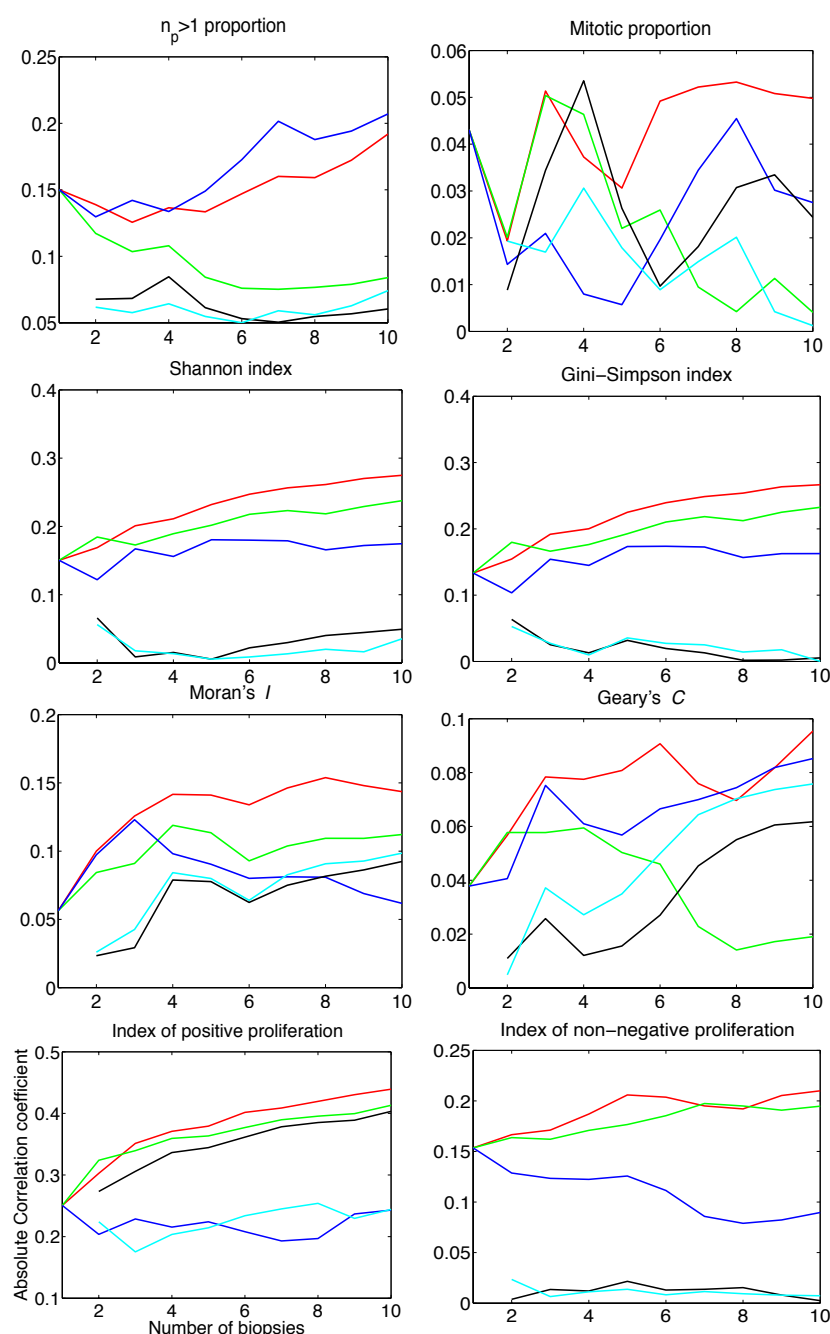 n_p>1 proportion
0.25
0.2
0.15
0.1
0.05
2 4 6 8 10
Mitotic proportion
0.06
0.05
0.04
0.03
0.02
0.01
0
2 4 6 8 10
Shannon index
0.4
0.3
0.2
0.1
0
2 4 6 8 10
Gini−Simpson index
0.4
0.3
0.2
0.1
0
2 4 6 8 10
Moran's I
0.2
0.15
0.1
0.05
0
2 4 6 8 10
Geary's C
0.1
0.08
0.06
0.04
0.02
0
2 4 6 8 10
Index of positive proliferation
Absolute Correlation coefficient
0.5
0.4
0.3
0.2
0.1
2 4 6 8 10
Number of biopsies
Index of non−negative proliferation
0.25
0.2
0.15
0.1
0.05
0
2 4 6 8 10